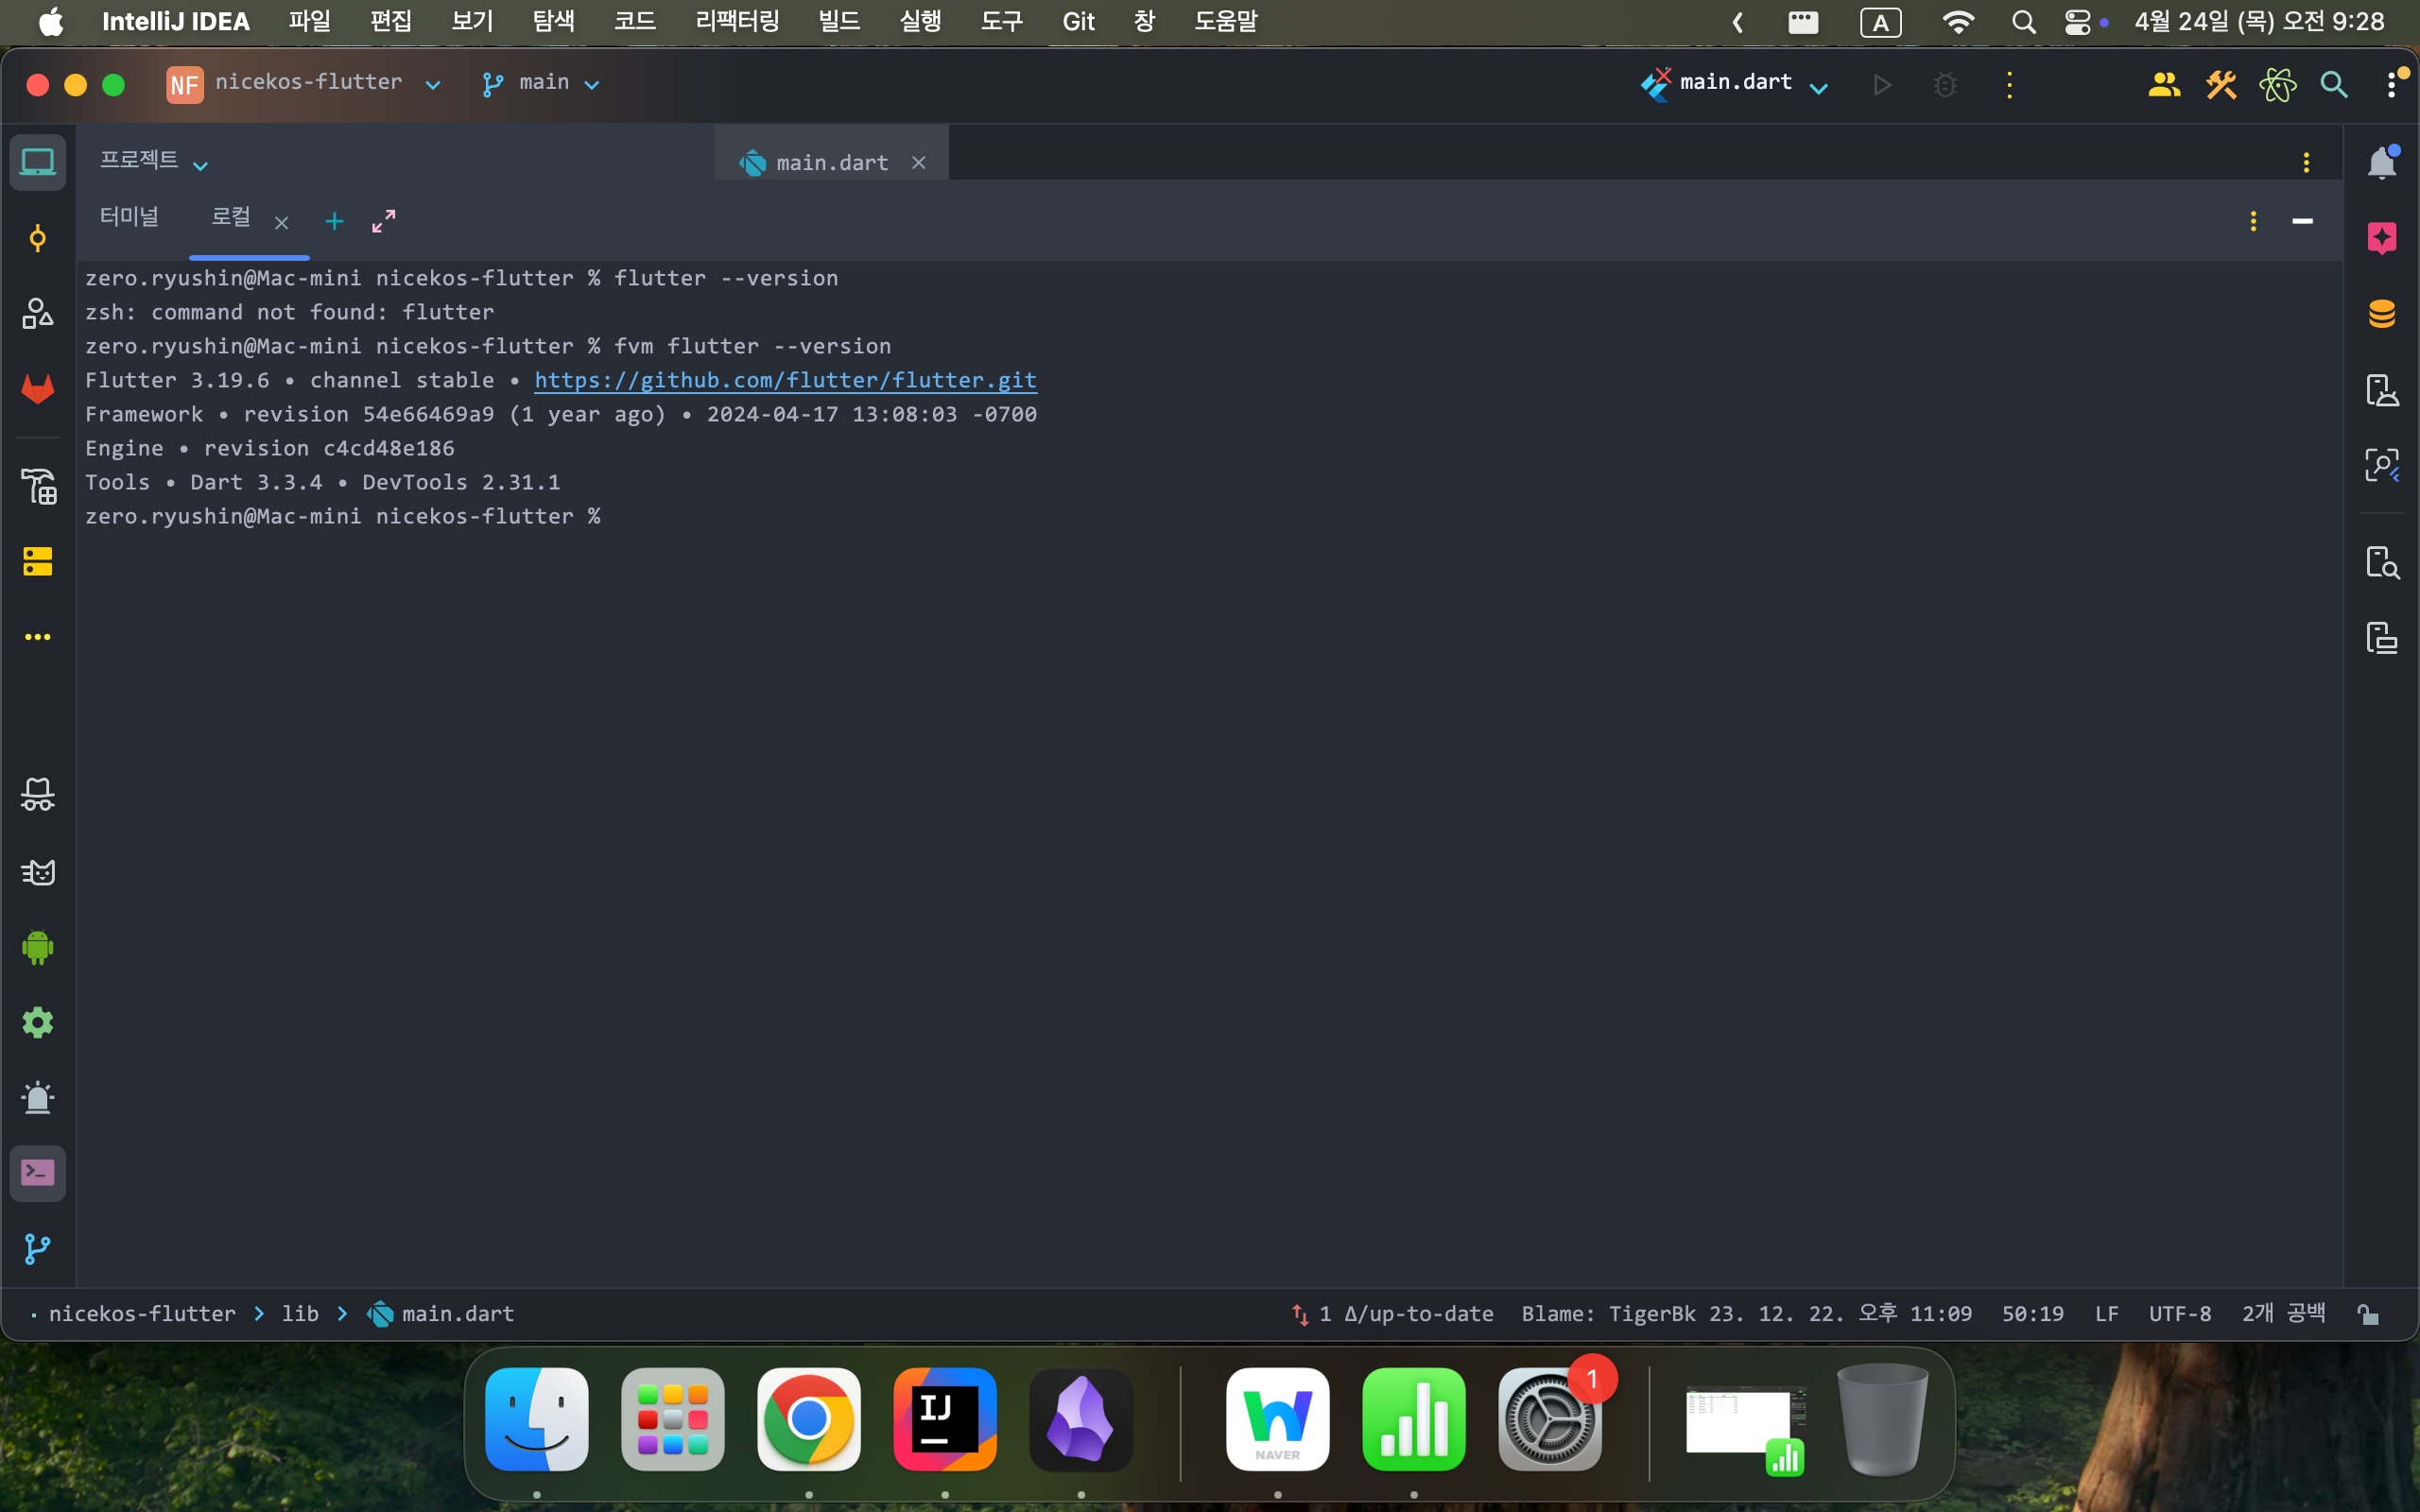 IntelliJ IDEA 파일 편집 보기 탐색 코드 리팩터링 빌드 실행 도구 Git 창 도움말 A 4월 24일 (목) 오전 9:28
NF nicekos-flutter main main.dart
프로젝트 main.dart
터미널 로컬
zero.ryushin@Mac-mini nicekos-flutter % flutter --version
zsh: command not found: flutter
zero.ryushin@Mac-mini nicekos-flutter % fvm flutter --version
Flutter 3.19.6 • channel stable • https://github.com/flutter/flutter.git
Framework • revision 54e66469a9 (1 year ago) • 2024-04-17 13:08:03 -0700
Engine • revision c4cd48e186
Tools • Dart 3.3.4 • DevTools 2.31.1
zero.ryushin@Mac-mini nicekos-flutter %
nicekos-flutter lib main.dart 1 ∆/up-to-date Blame: TigerBk 23. 12. 22. 오후 11:09 50:19 LF UTF-8 2개 공백
IJ NAVER 1